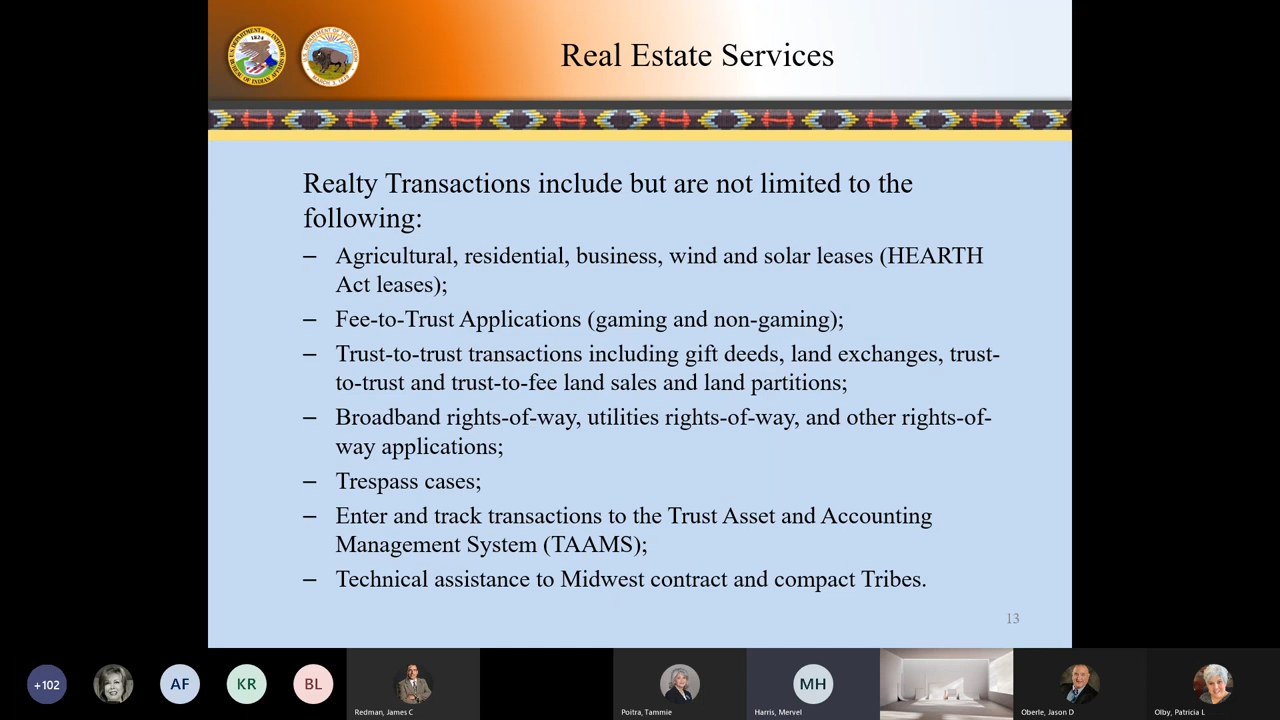 Real Estate Services
Realty Transactions include but are not limited to the
following:
– Agricultural, residential, business, wind and solar leases (HEARTH
Act leases);
– Fee-to-Trust Applications (gaming and non-gaming);
– Trust-to-trust transactions including gift deeds, land exchanges, trust-
to-trust and trust-to-fee land sales and land partitions;
– Broadband rights-of-way, utilities rights-of-way, and other rights-of-
way applications;
– Trespass cases;
– Enter and track transactions to the Trust Asset and Accounting
Management System (TAAMS);
– Technical assistance to Midwest contract and compact Tribes.
13
+102
AF
KR
BL
MH
Redman, James C
Poitra, Tammie
Harris, Mervel
Oberle, Jason D
Olby, Patricia L